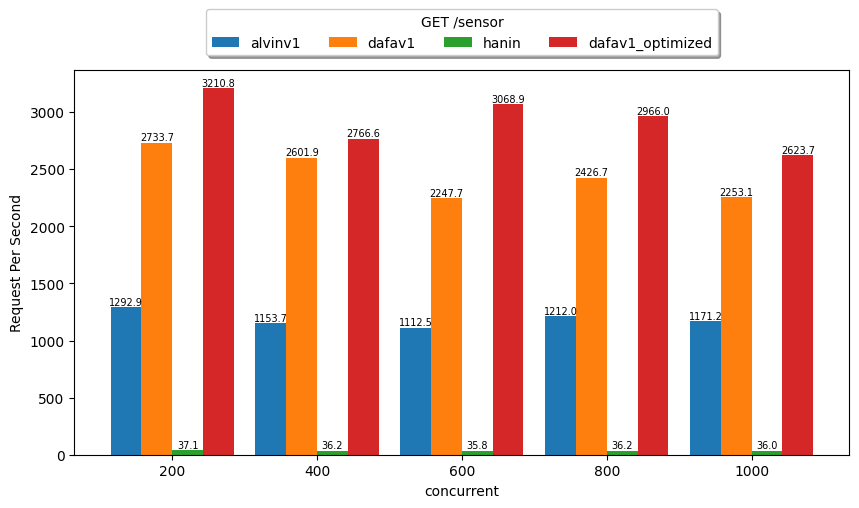 GET /sensor
alvinv1 dafav1 hanin dafav1_optimized
Request Per Second
3000
2500
2000
1500
1000
500
0
1292.9 2733.7 37.1 3210.8
1153.7 2601.9 36.2 2766.6
1112.5 2247.7 35.8 3068.9
1212.0 2426.7 36.2 2966.0
1171.2 2253.1 36.0 2623.7
200 400 600 800 1000
concurrent